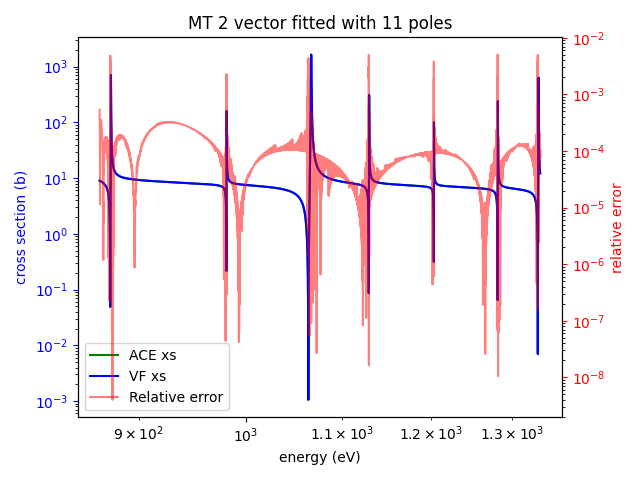 MT 2 vector fitted with 11 poles
cross section (b)
10³
10²
10¹
10⁰
10⁻¹
10⁻²
10⁻³
10⁻²
10⁻³
10⁻⁴
10⁻⁵
10⁻⁶
10⁻⁷
10⁻⁸
relative error
ACE xs
VF xs
Relative error
9 × 10² 10³ 1.1 × 10³ 1.2 × 10³ 1.3 × 10³
energy (eV)